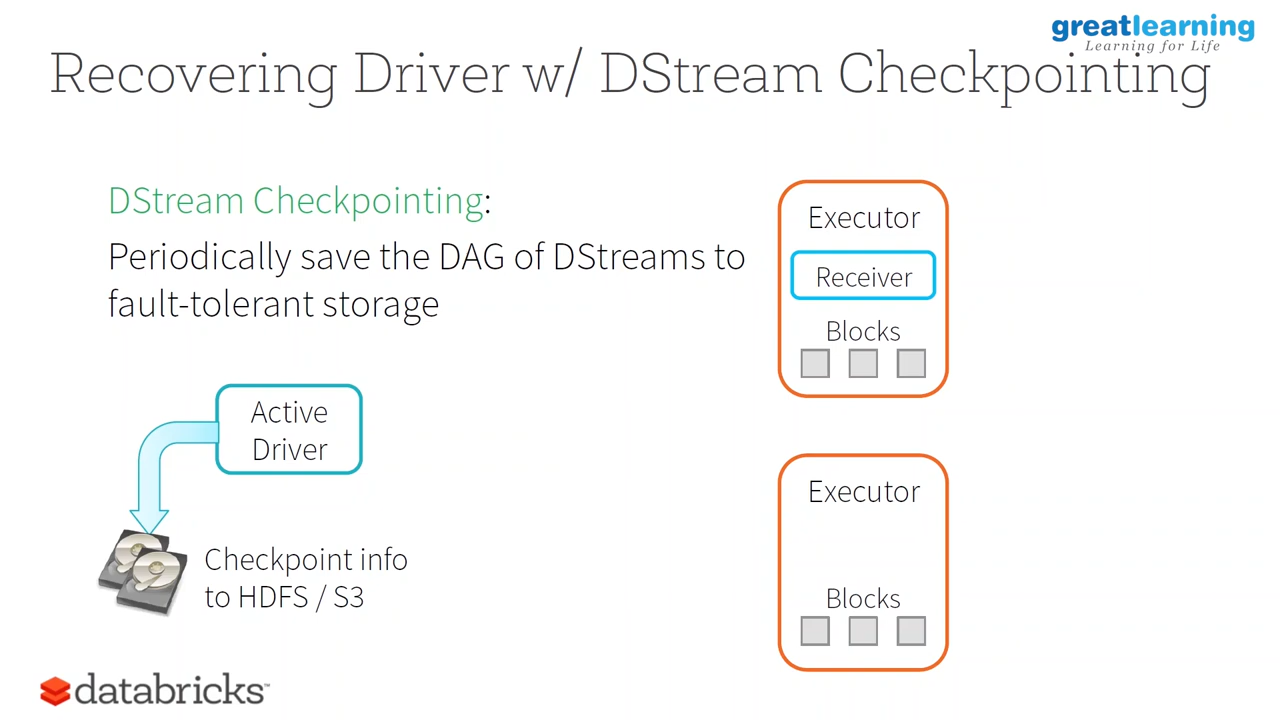 greatlearning
Learning for Life
Recovering Driver w/ DStream Checkpointing
DStream Checkpointing:
Periodically save the DAG of DStreams to
fault-tolerant storage
Active
Driver
Checkpoint info
to HDFS / S3
Executor
Receiver
Blocks
Executor
Blocks
databricks™